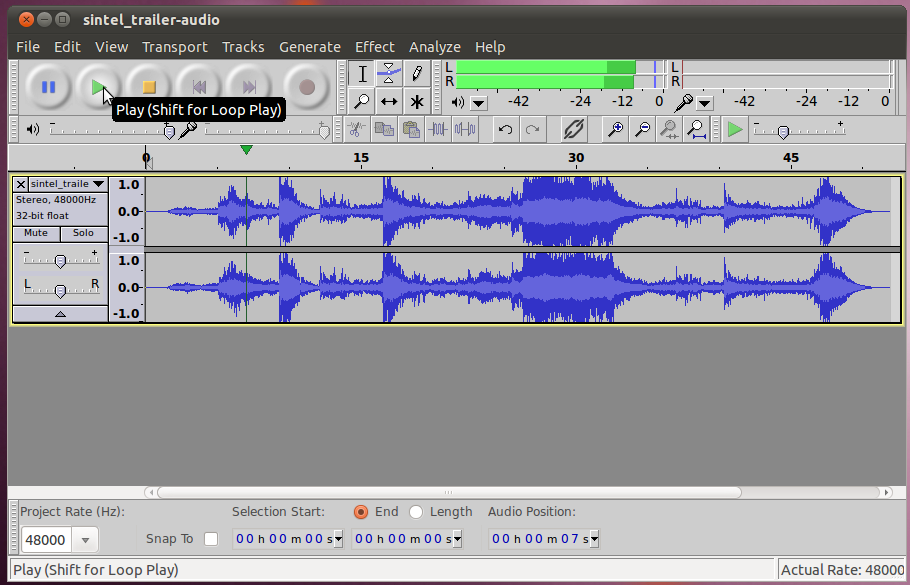 sintel_trailer-audio
File Edit View Transport Tracks Generate Effect Analyze Help
L
R
-42 -24 -12 0
L
R
-42 -24 -12 0
Play (Shift for Loop Play)
0 15 30 45
sintel_traile
Stereo, 48000Hz
32-bit float
Mute Solo
- +
L R
1.0
0.0-
-1.0
1.0
0.0-
-1.0
Project Rate (Hz): Selection Start: End Length Audio Position:
48000 Snap To 00 h 00 m 00 s 00 h 00 m 00 s 00 h 00 m 07 s
Play (Shift for Loop Play) Actual Rate: 48000